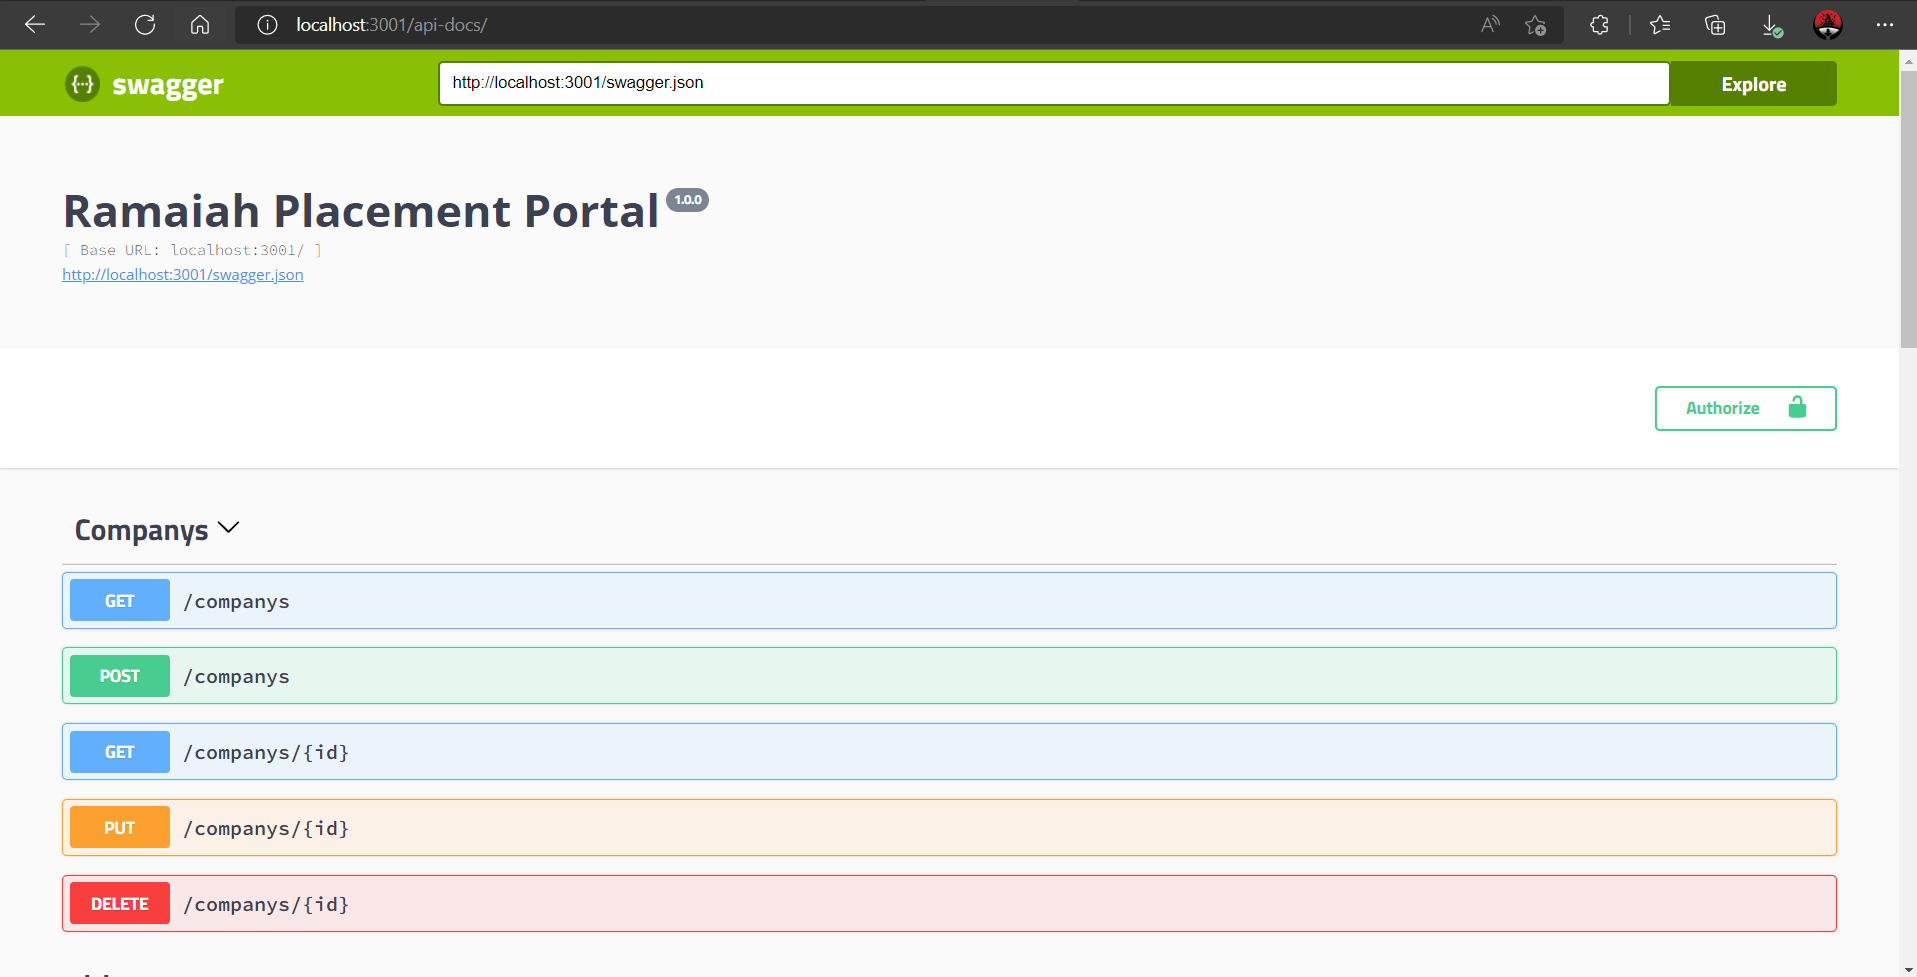 localhost:3001/api-docs/
swagger
http://localhost:3001/swagger.json
Explore
Ramaiah Placement Portal 1.0.0
[ Base URL: localhost:3001/ ]
http://localhost:3001/swagger.json
Authorize
Companys
GET /companys
POST /companys
GET /companys/{id}
PUT /companys/{id}
DELETE /companys/{id}